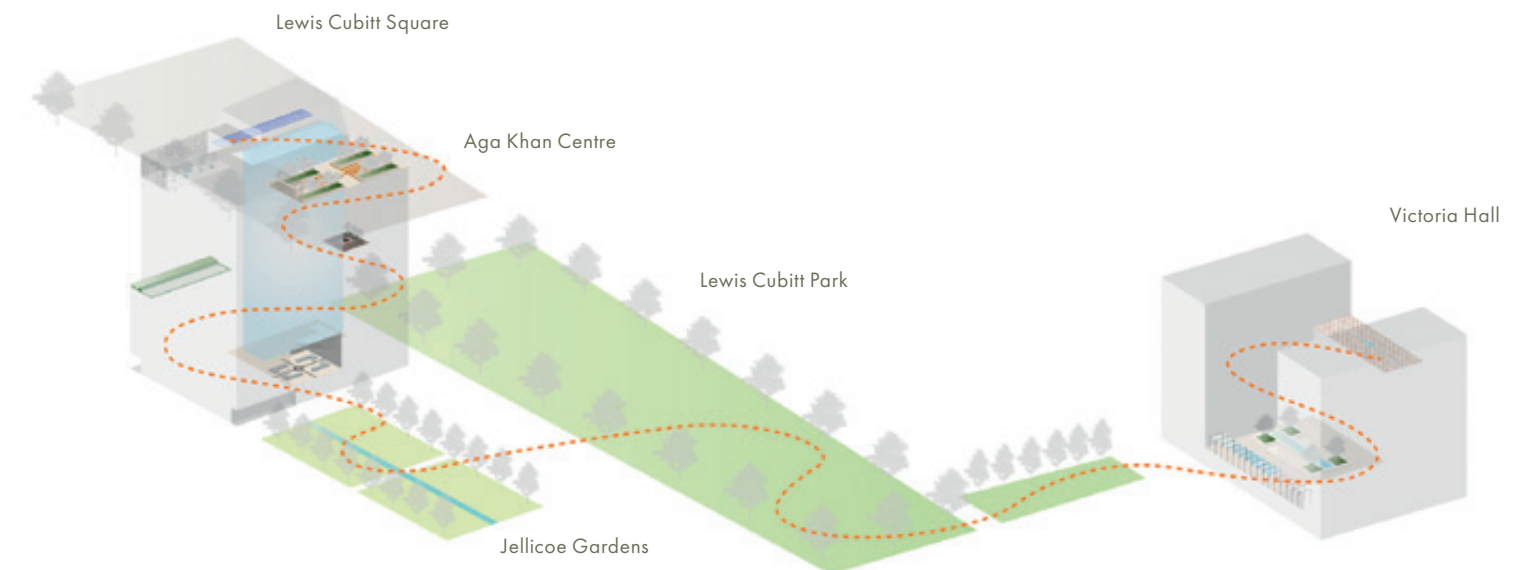 Lewis Cubitt Square
Aga Khan Centre
Victoria Hall
Lewis Cubitt Park
Jellicoe Gardens